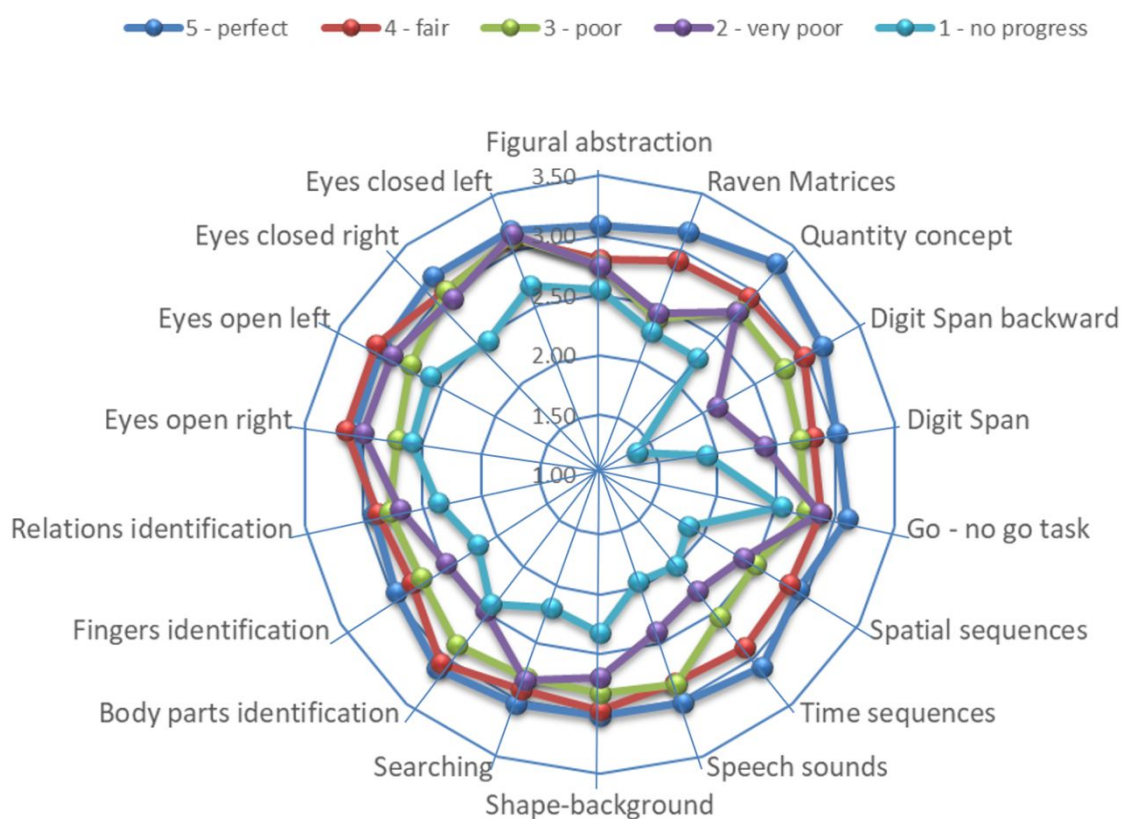 5 - perfect 4 - fair 3 - poor 2 - very poor 1 - no progress
Figural abstraction
3.50
Eyes closed left
Raven Matrices
Eyes closed right
3.00
Quantity concept
2.50
Eyes open left
Digit Span backward
2.00
Eyes open right
1.50
Digit Span
1.00
Relations identification
Go - no go task
Fingers identification
Spatial sequences
Body parts identification
Time sequences
Searching
Speech sounds
Shape-background